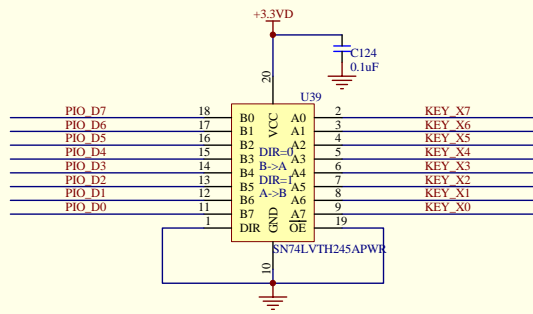 +3.3VD
C124
0.1uF
20
U39
PIO_D7 18 B0 VCC A0 2 KEY_X7
PIO_D6 17 B1 A1 3 KEY_X6
PIO_D5 16 B2 A2 4 KEY_X5
PIO_D4 15 B3 DIR=0 A3 5 KEY_X4
PIO_D3 14 B4 B->A A4 6 KEY_X3
PIO_D2 13 B5 DIR=1 A5 7 KEY_X2
PIO_D1 12 B6 A->B A6 8 KEY_X1
PIO_D0 11 B7 GND A7 9 KEY_X0
1 DIR OE 19
SN74LVTH245APWR
10